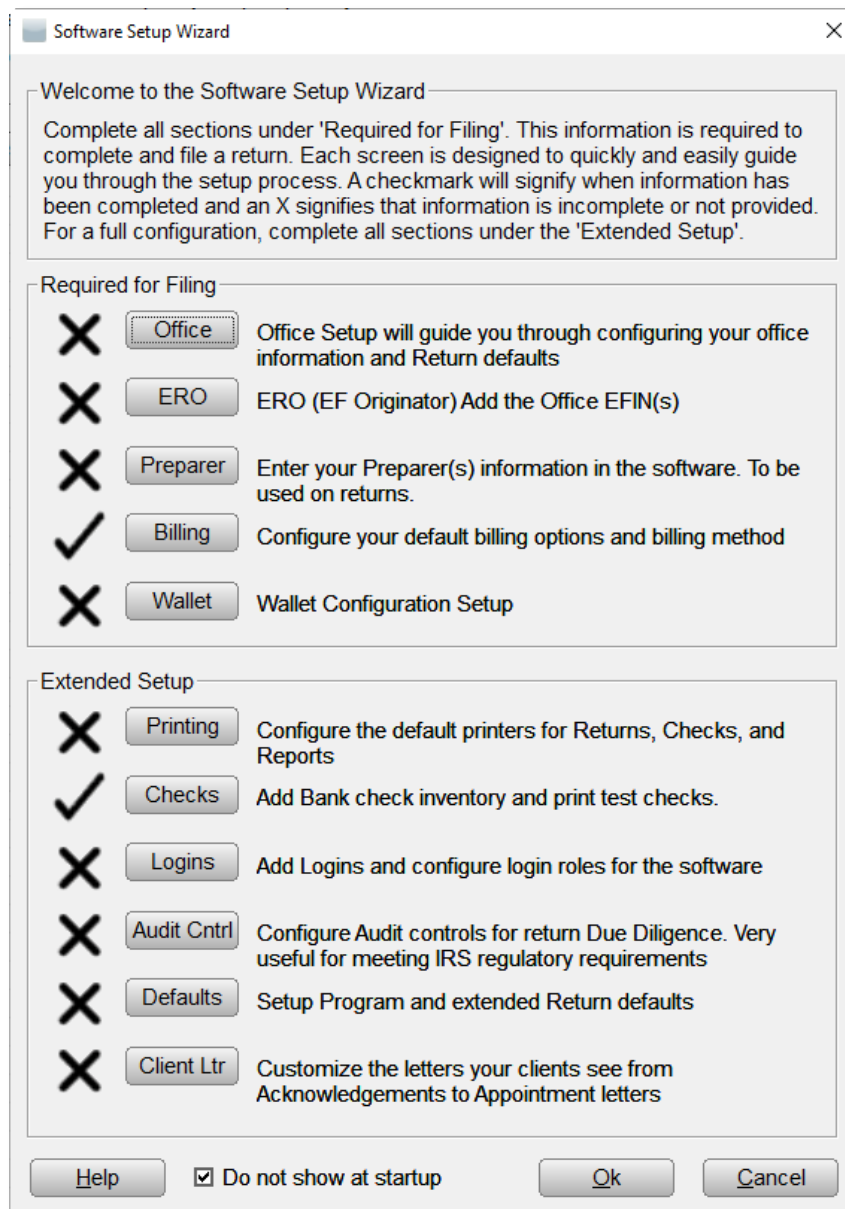 Software Setup Wizard
Welcome to the Software Setup Wizard
Complete all sections under 'Required for Filing'. This information is required to
complete and file a return. Each screen is designed to quickly and easily guide
you through the setup process. A checkmark will signify when information has
been completed and an X signifies that information is incomplete or not provided.
For a full configuration, complete all sections under the 'Extended Setup'.
Required for Filing
Office
Office Setup will guide you through configuring your office
information and Return defaults
ERO
ERO (EF Originator) Add the Office EFIN(s)
Preparer
Enter your Preparer(s) information in the software. To be
used on returns.
Billing
Configure your default billing options and billing method
Wallet
Wallet Configuration Setup
Extended Setup
Printing
Configure the default printers for Returns, Checks, and
Reports
Checks
Add Bank check inventory and print test checks.
Logins
Add Logins and configure login roles for the software
Audit Cntrl
Configure Audit controls for return Due Diligence. Very
useful for meeting IRS regulatory requirements
Defaults
Setup Program and extended Return defaults
Client Ltr
Customize the letters your clients see from
Acknowledgements to Appointment letters
Help
Do not show at startup
Ok
Cancel